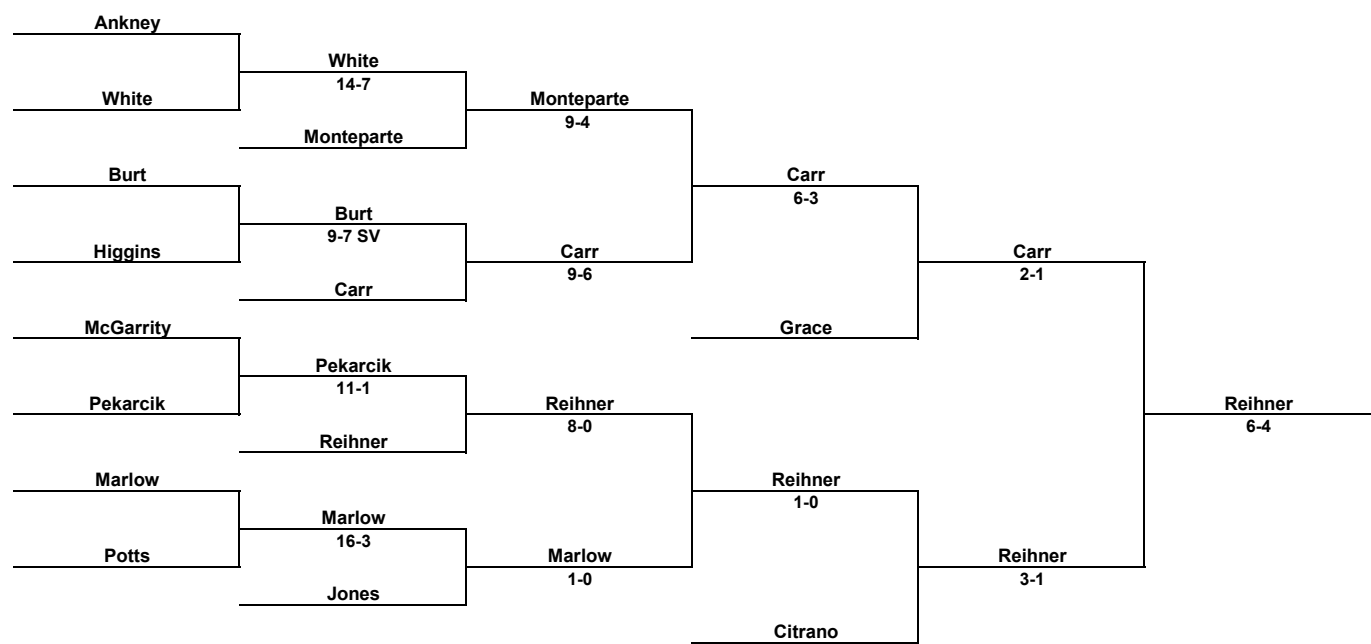 Ankney
White
14-7
White
Monteparte
9-4
Monteparte
Burt
Carr
6-3
Burt
9-7 SV
Higgins
Carr
9-6
Carr
2-1
Carr
McGarrity
Grace
Pekarcik
11-1
Pekarcik
Reihner
8-0
Reihner
6-4
Reihner
Marlow
Reihner
1-0
Marlow
16-3
Potts
Marlow
1-0
Reihner
3-1
Jones
Citrano